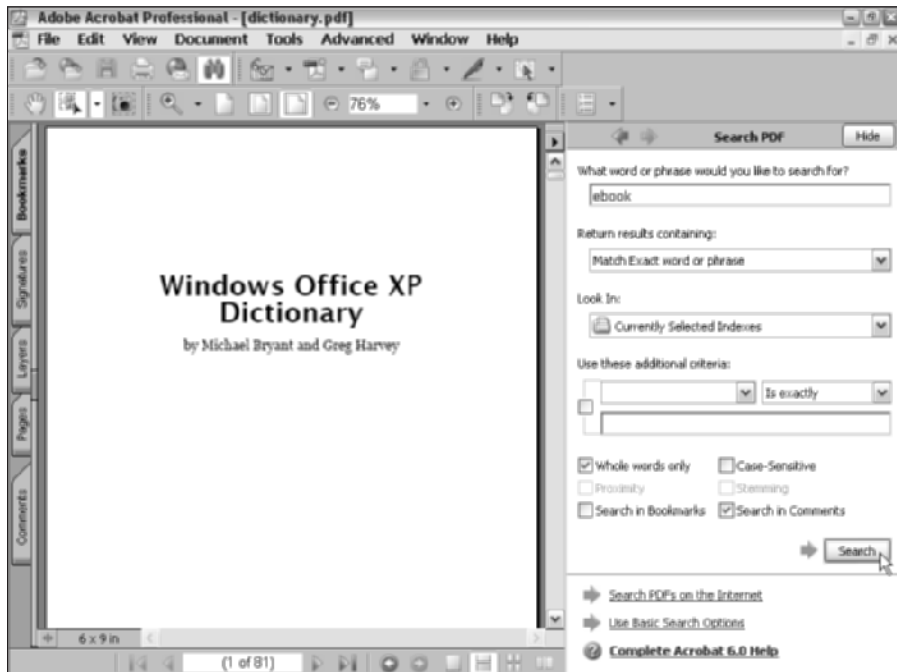 Adobe Acrobat Professional - [dictionary.pdf]
File Edit View Document Tools Advanced Window Help
76%
Search PDF
Hide
Bookmarks
Signatures
Layers
Pages
Comments
Windows Office XP
Dictionary
by Michael Bryant and Greg Harvey
6 x 9 in
(1 of 81)
What word or phrase would you like to search for?
ebook
Return results containing:
Match Exact word or phrase
Look In:
Currently Selected Indexes
Use these additional criteria:
Is exactly
Whole words only
Case-Sensitive
Proximity
Stemming
Search in Bookmarks
Search in Comments
Search
Search PDFs on the Internet
Use Basic Search Options
Complete Acrobat 6.0 Help